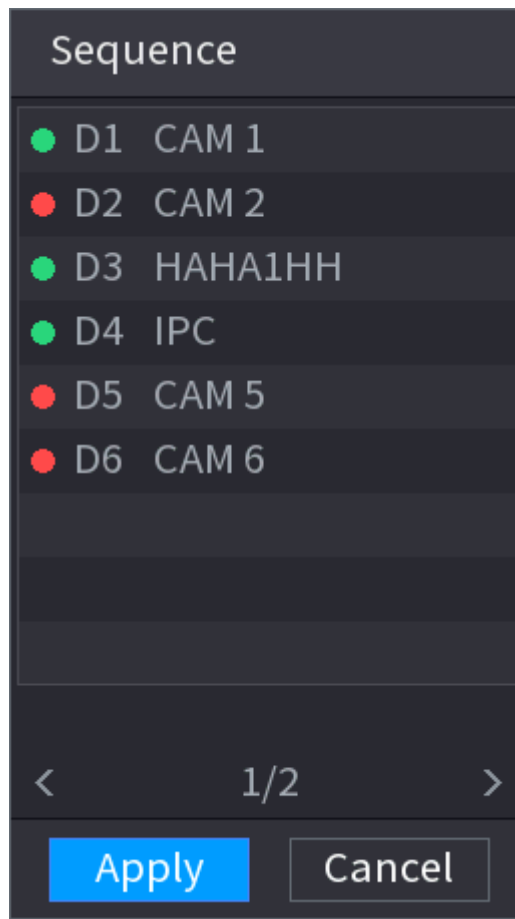 Sequence
D1 CAM 1
D2 CAM 2
D3 HAHA1HH
D4 IPC
D5 CAM 5
D6 CAM 6
< 1/2 >
Apply Cancel